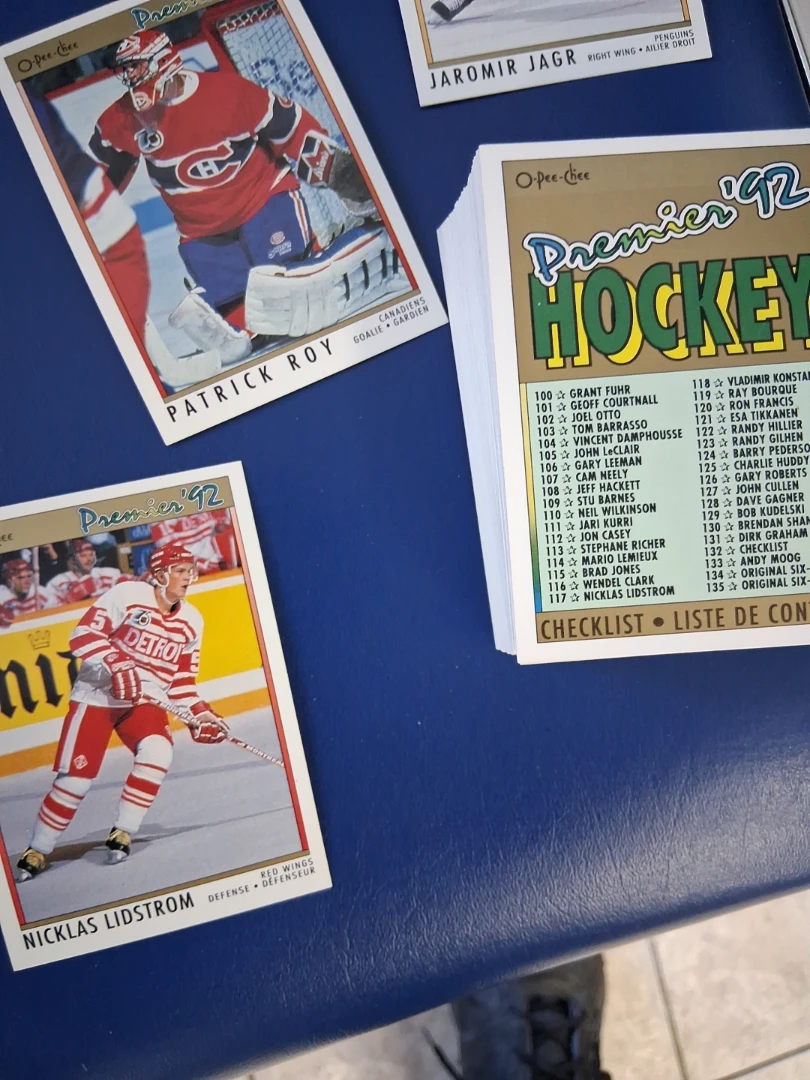 O-Pee-Chee
Premier
PATRICK ROY
CANADIENS
GOALIE • GARDIEN
JAROMIR JAGR
PENGUINS
RIGHT WING • AILIER DROIT
Premier '92
5
DETROI
NICKLAS LIDSTROM
RED WINGS
DEFENSE • DÉFENSEUR
O-Pee-Chee
Premier '92
HOCKEY
100 ☆ GRANT FUHR
101 ☆ GEOFF COURTNALL
102 ☆ JOEL OTTO
103 ☆ TOM BARRASSO
104 ☆ VINCENT DAMPHOUSSE
105 ☆ JOHN LeCLAIR
106 ☆ GARY LEEMAN
107 ☆ CAM NEELY
108 ☆ JEFF HACKETT
109 ☆ STU BARNES
110 ☆ NEIL WILKINSON
111 ☆ JARI KURRI
112 ☆ JON CASEY
113 ☆ STEPHANE RICHER
114 ☆ MARIO LEMIEUX
115 ☆ BRAD JONES
116 ☆ WENDEL CLARK
117 ☆ NICKLAS LIDSTROM
118 ☆ VLADIMIR KONSTAN
119 ☆ RAY BOURQUE
120 ☆ RON FRANCIS
121 ☆ ESA TIKKANEN
122 ☆ RANDY HILLIER
123 ☆ RANDY GILHEN
124 ☆ BARRY PEDERSO
125 ☆ CHARLIE HUDDY
126 ☆ GARY ROBERTS
127 ☆ JOHN CULLEN
128 ☆ DAVE GAGNER
129 ☆ BOB KUDELSKI
130 ☆ BRENDAN SHA
131 ☆ DIRK GRAHAM
132 ☆ CHECKLIST
133 ☆ ANDY MOOG
134 ☆ ORIGINAL SIX-
135 ☆ ORIGINAL SIX-
CHECKLIST • LISTE DE CON